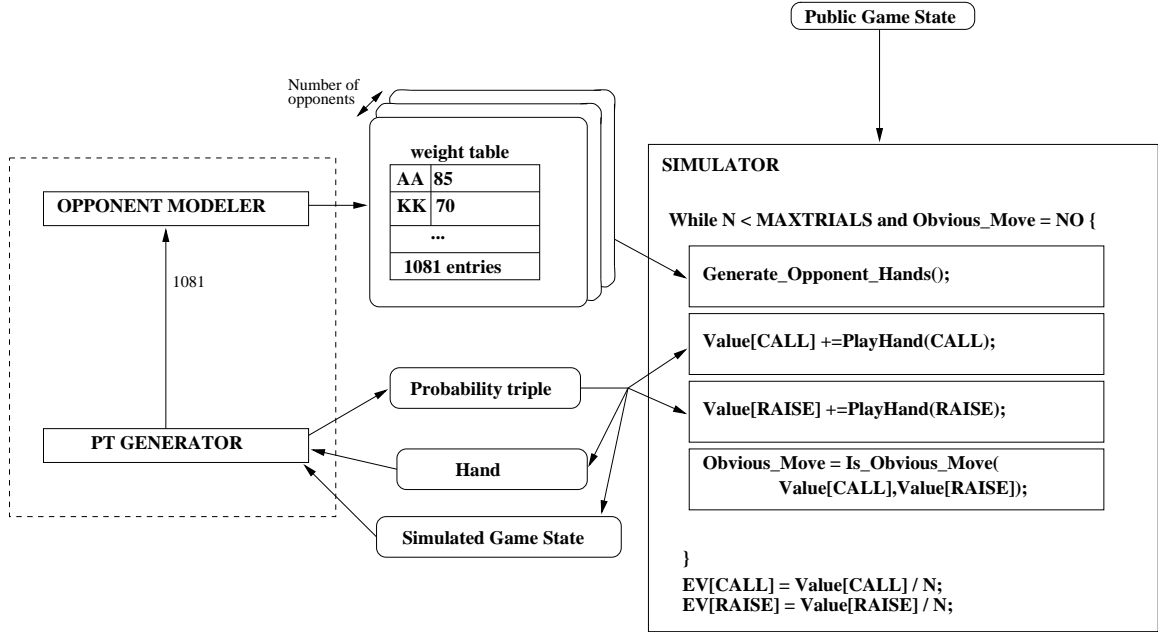 Public Game State
Number of
opponents
weight table
AA 85
KK 70
...
1081 entries
OPPONENT MODELER
1081
PT GENERATOR
Probability triple
Hand
Simulated Game State
SIMULATOR
While N < MAXTRIALS and Obvious_Move = NO {
Generate_Opponent_Hands();
Value[CALL] +=PlayHand(CALL);
Value[RAISE] +=PlayHand(RAISE);
Obvious_Move = Is_Obvious_Move(
Value[CALL],Value[RAISE]);
}
EV[CALL] = Value[CALL] / N;
EV[RAISE] = Value[RAISE] / N;